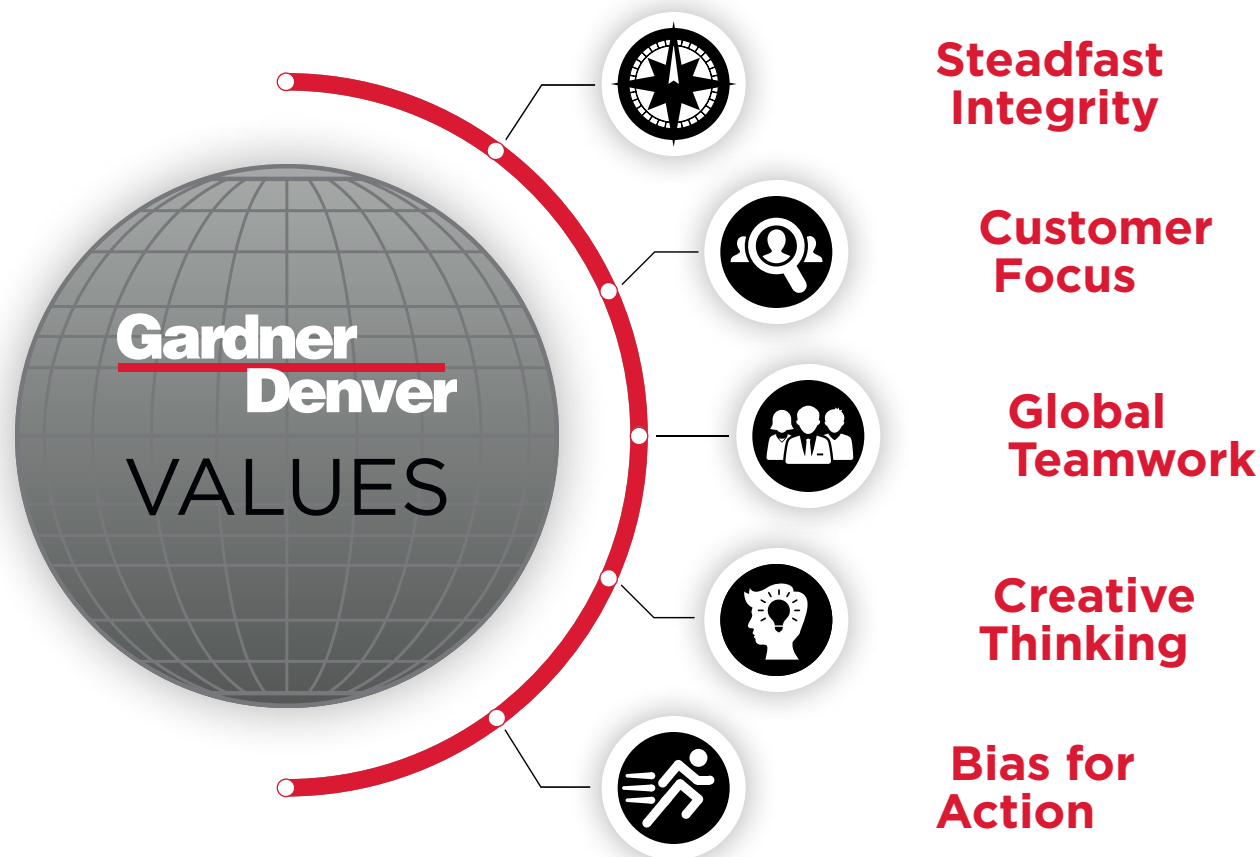 Gardner
Denver
VALUES
Steadfast
Integrity
Customer
Focus
Global
Teamwork
Creative
Thinking
Bias for
Action